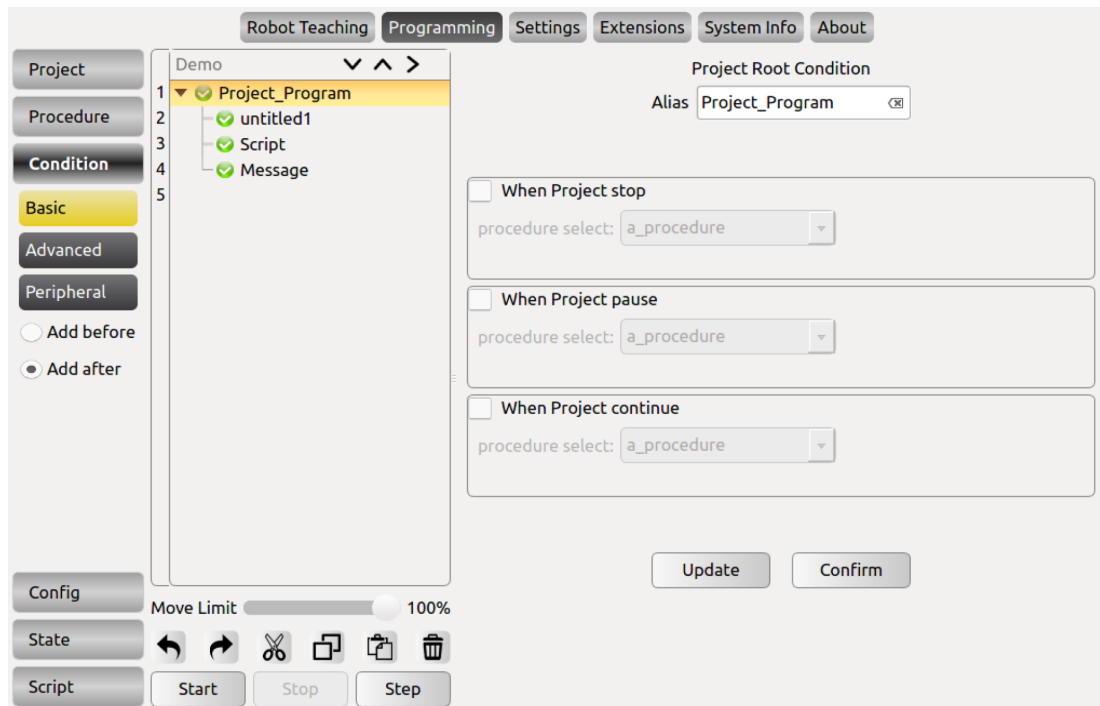 Robot Teaching Programming Settings Extensions System Info About
Project
Procedure
Condition
Basic
Advanced
Peripheral
Add before
Add after
Config
State
Script
Demo
1 Project_Program
2 untitled1
3 Script
4 Message
5
Move Limit 100%
Start Stop Step
Project Root Condition
Alias Project_Program
When Project stop
procedure select: a_procedure
When Project pause
procedure select: a_procedure
When Project continue
procedure select: a_procedure
Update Confirm